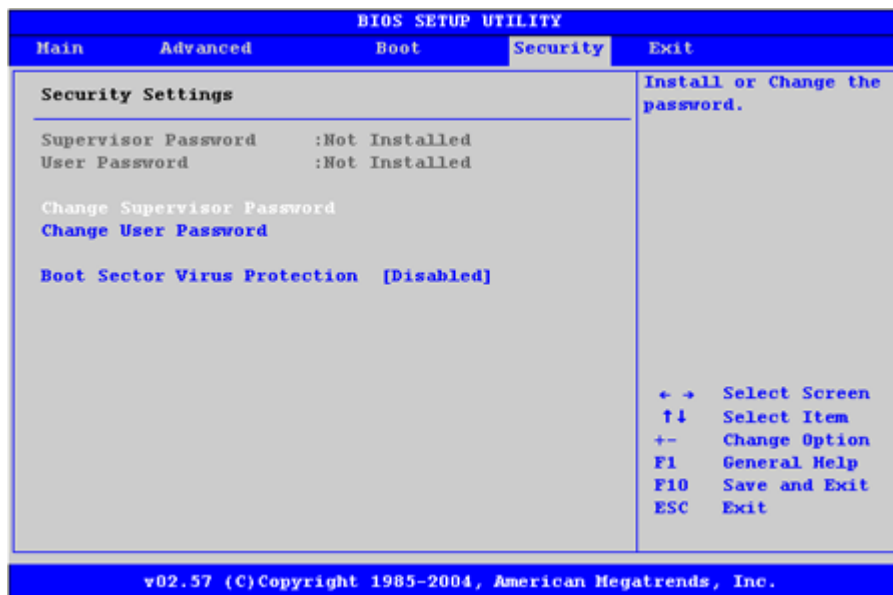 BIOS SETUP UTILITY
Main Advanced Boot Security Exit
Security Settings
Supervisor Password :Not Installed
User Password :Not Installed
Change Supervisor Password
Change User Password
Boot Sector Virus Protection [Disabled]
Install or Change the
password.
← → Select Screen
↑↓ Select Item
+- Change Option
F1 General Help
F10 Save and Exit
ESC Exit
v02.57 (C)Copyright 1985-2004, American Megatrends, Inc.